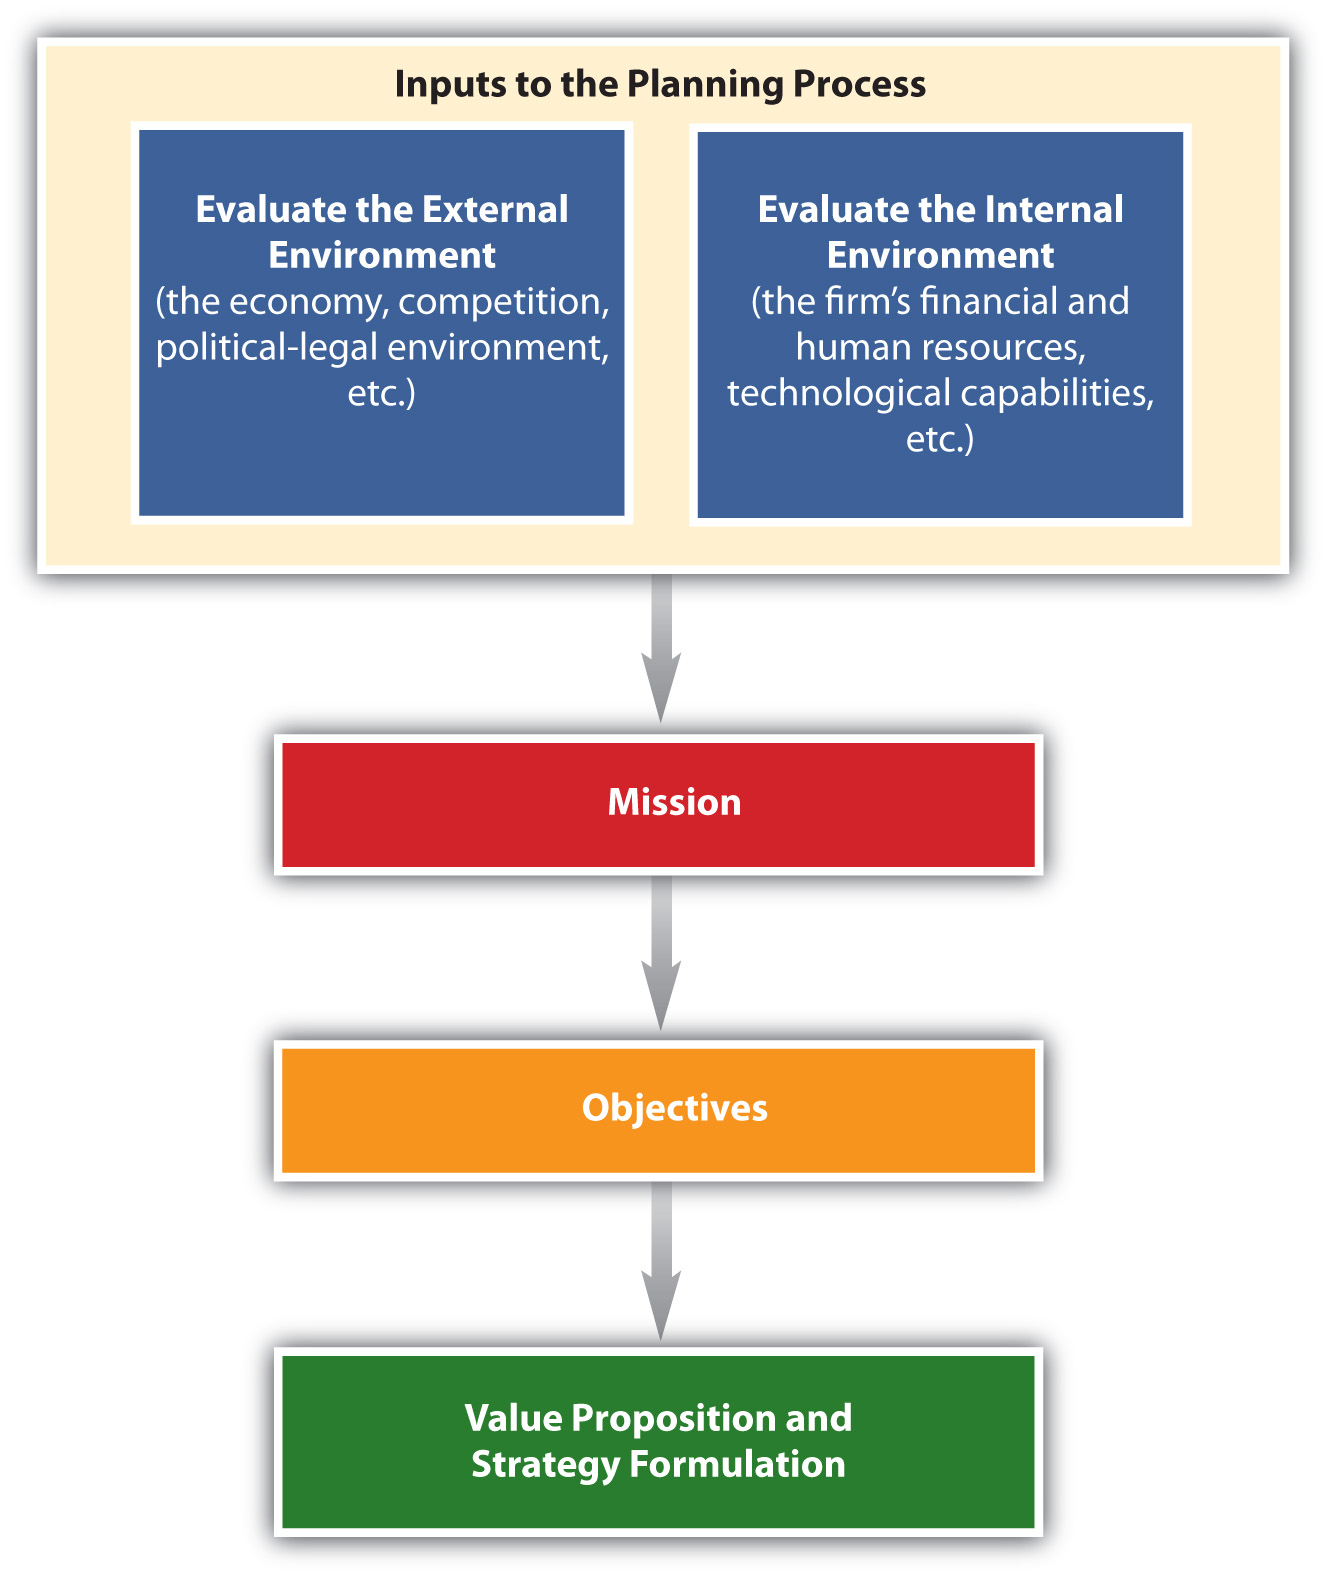 Inputs to the Planning Process
Evaluate the External
Environment
(the economy, competition,
political-legal environment,
etc.)
Evaluate the Internal
Environment
(the firm’s financial and
human resources,
technological capabilities,
etc.)
Mission
Objectives
Value Proposition and
Strategy Formulation